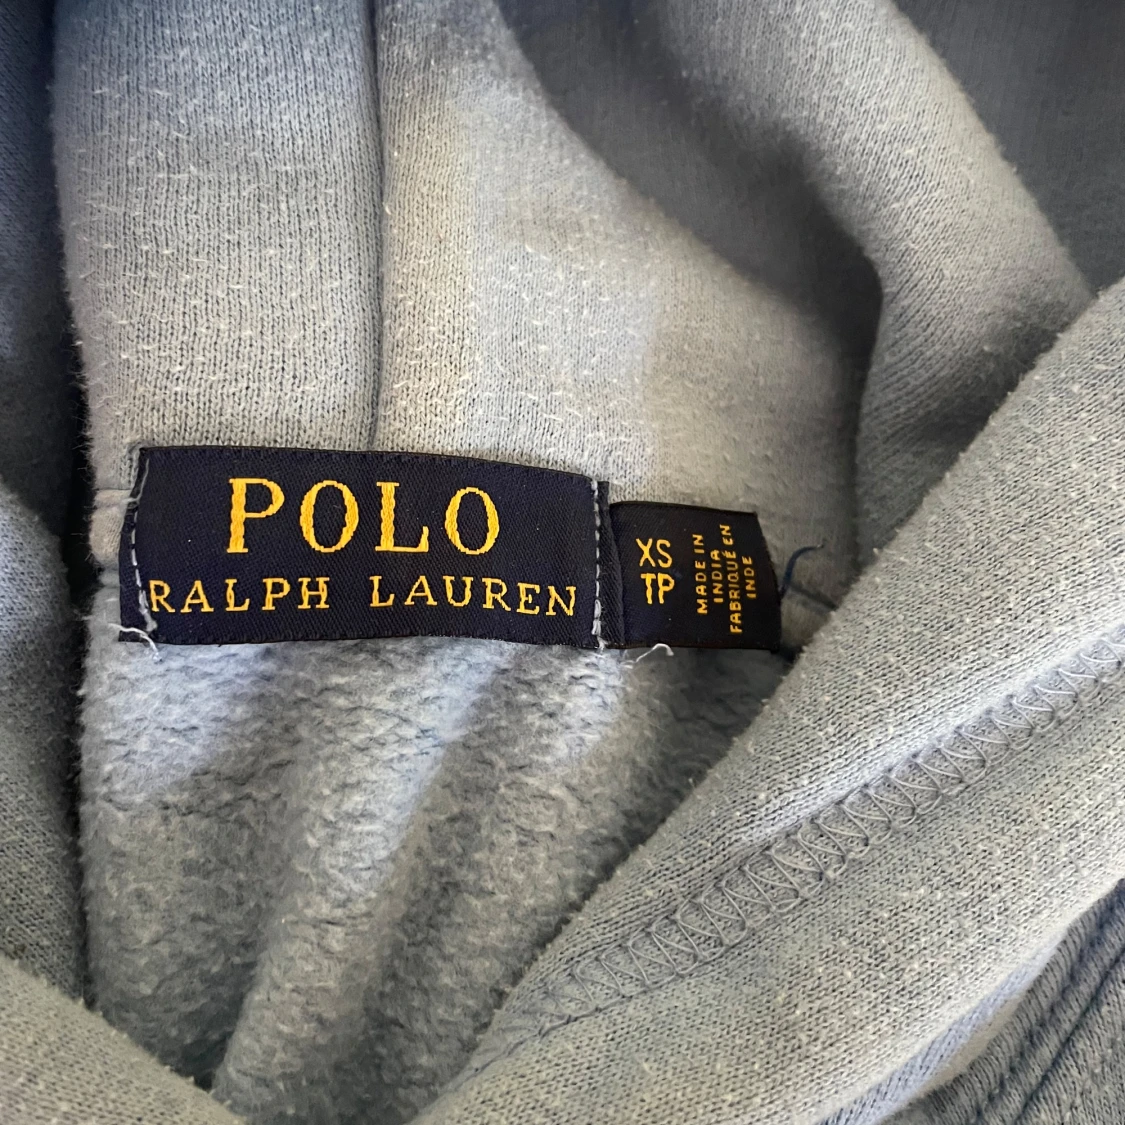 POLO
RALPH LAUREN
XS
TP
MADE IN
INDIA
FABRIQUÉ EN
INDE